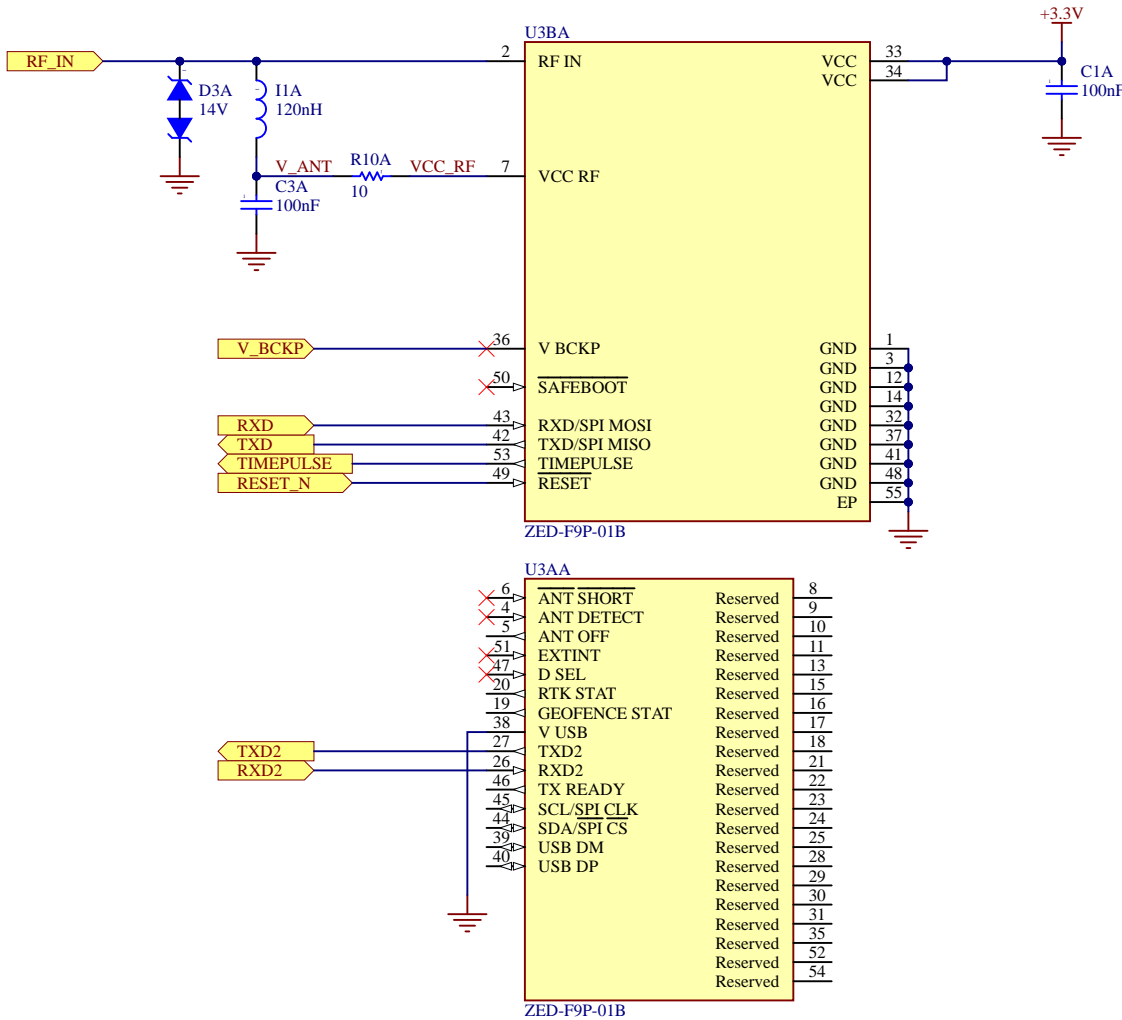 +3.3V
U3BA
RF_IN
2
RF IN
VCC
33
VCC
34
C1A
100nF
D3A
14V
I1A
120nH
V_ANT
R10A
10
VCC_RF
7
VCC RF
C3A
100nF
V_BCKP
36
V BCKP
50
SAFEBOOT
RXD
43
RXD/SPI MOSI
TXD
42
TXD/SPI MISO
TIMEPULSE
53
TIMEPULSE
RESET_N
49
RESET
GND
1
GND
3
GND
12
GND
14
GND
32
GND
37
GND
41
GND
48
EP
55
ZED-F9P-01B
U3AA
6
ANT SHORT
4
ANT DETECT
5
ANT OFF
51
EXTINT
47
D SEL
20
RTK STAT
19
GEOFENCE STAT
38
V USB
TXD2
27
TXD2
RXD2
26
RXD2
46
TX READY
45
SCL/SPI CLK
44
SDA/SPI CS
39
USB DM
40
USB DP
Reserved
8
Reserved
9
Reserved
10
Reserved
11
Reserved
13
Reserved
15
Reserved
16
Reserved
17
Reserved
18
Reserved
21
Reserved
22
Reserved
23
Reserved
24
Reserved
25
Reserved
28
Reserved
29
Reserved
30
Reserved
31
Reserved
35
Reserved
52
Reserved
54
ZED-F9P-01B